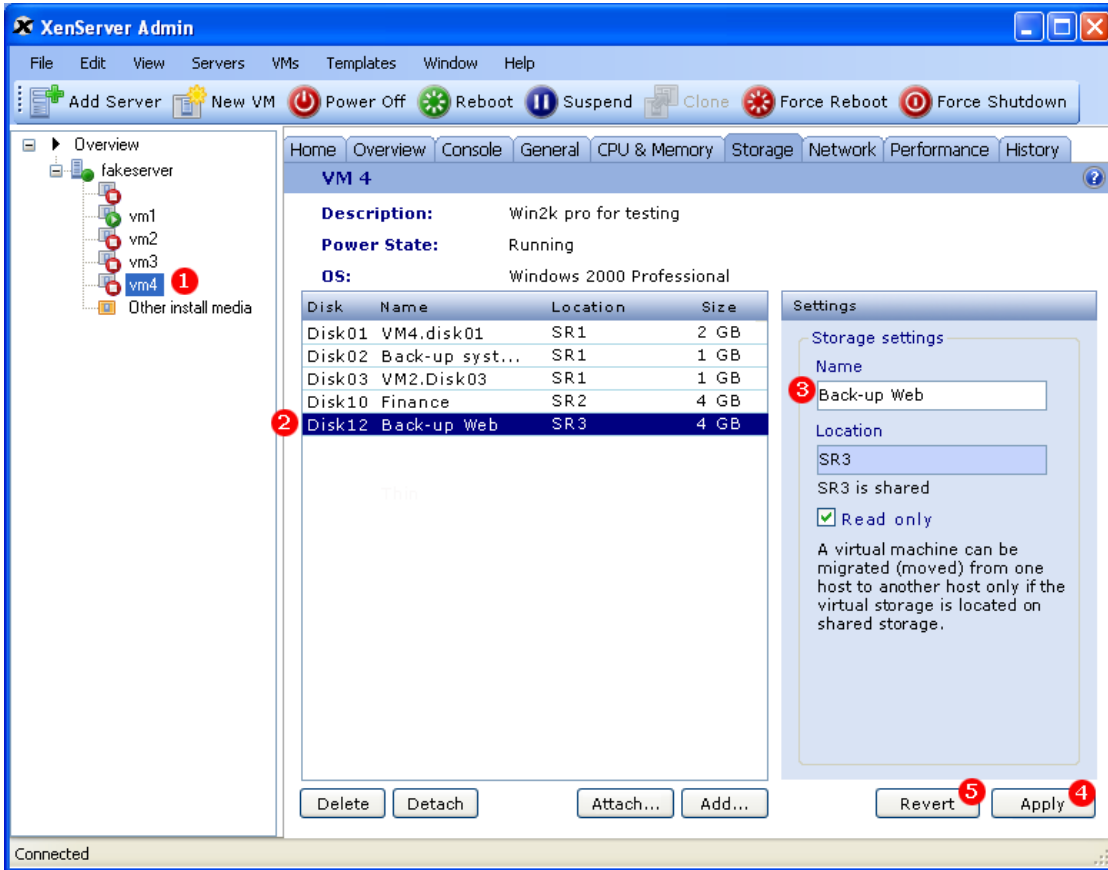 XenServer Admin
File Edit View Servers VMs Templates Window Help
Add Server New VM Power Off Reboot Suspend Clone Force Reboot Force Shutdown
Overview
fakeserver
vm1
vm2
vm3
vm4 1
Other install media
Home Overview Console General CPU & Memory Storage Network Performance History
VM 4 ?
Description: Win2k pro for testing
Power State: Running
OS: Windows 2000 Professional
Disk Name Location Size
Disk01 VM4.disk01 SR1 2 GB
Disk02 Back-up syst... SR1 1 GB
Disk03 VM2.Disk03 SR1 1 GB
Disk10 Finance SR2 4 GB
2 Disk12 Back-up Web SR3 4 GB
Thin
Settings
Storage settings
Name
3 Back-up Web
Location
SR3
SR3 is shared
Read only
A virtual machine can be
migrated (moved) from one
host to another host only if the
virtual storage is located on
shared storage.
Delete Detach Attach... Add... Revert 5 Apply 4
Connected